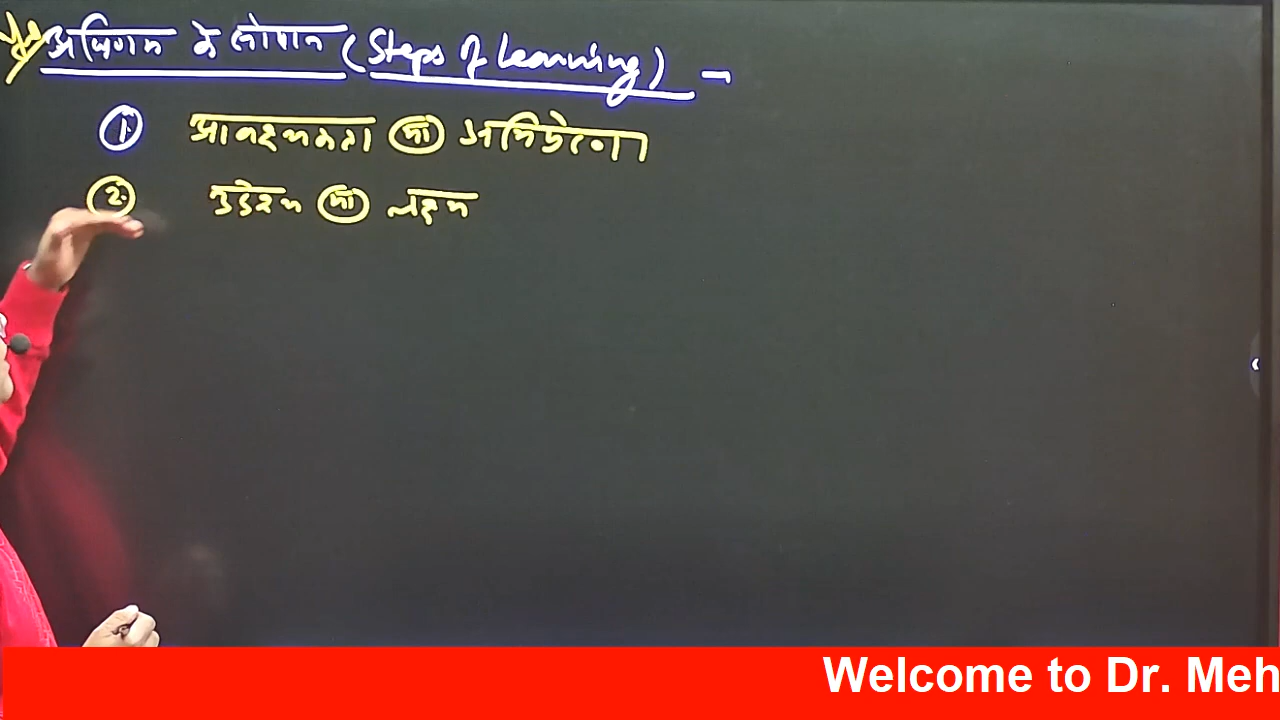 अधिगम के सोपान (Steps of Learning) -
1. आवश्यकता या अभिप्रेरणा
2. उद्देश्य या लक्ष्य
Welcome to Dr. Meh